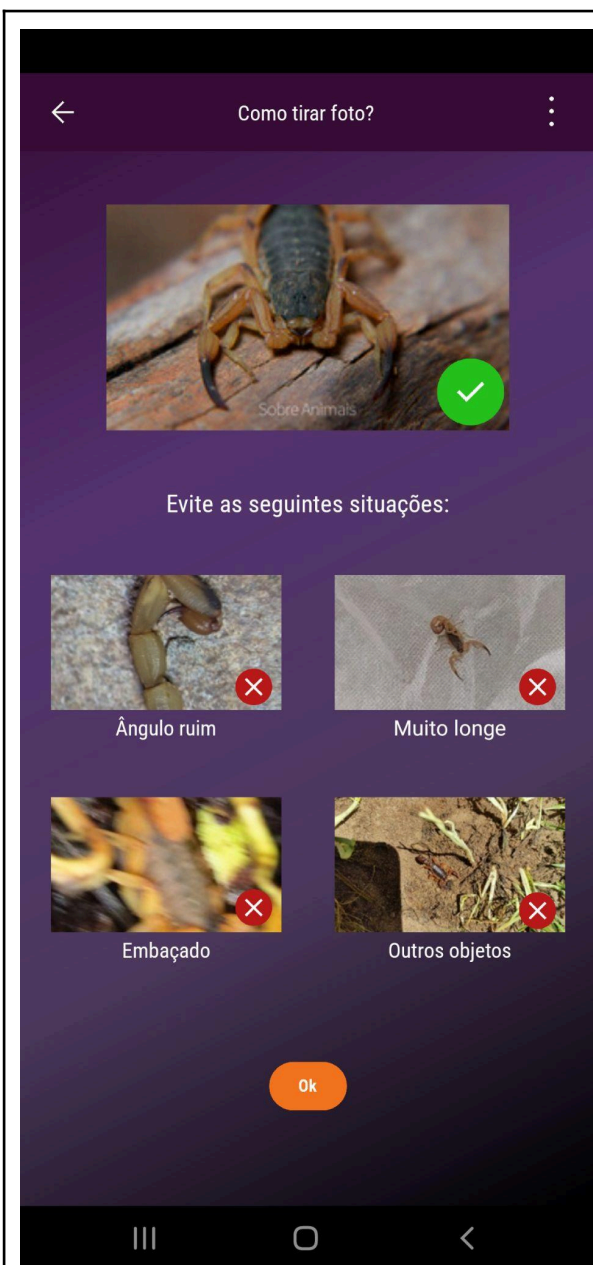 Como tirar foto?
Sobre Animais
Evite as seguintes situações:
Ângulo ruim
Muito longe
Embaçado
Outros objetos
Ok